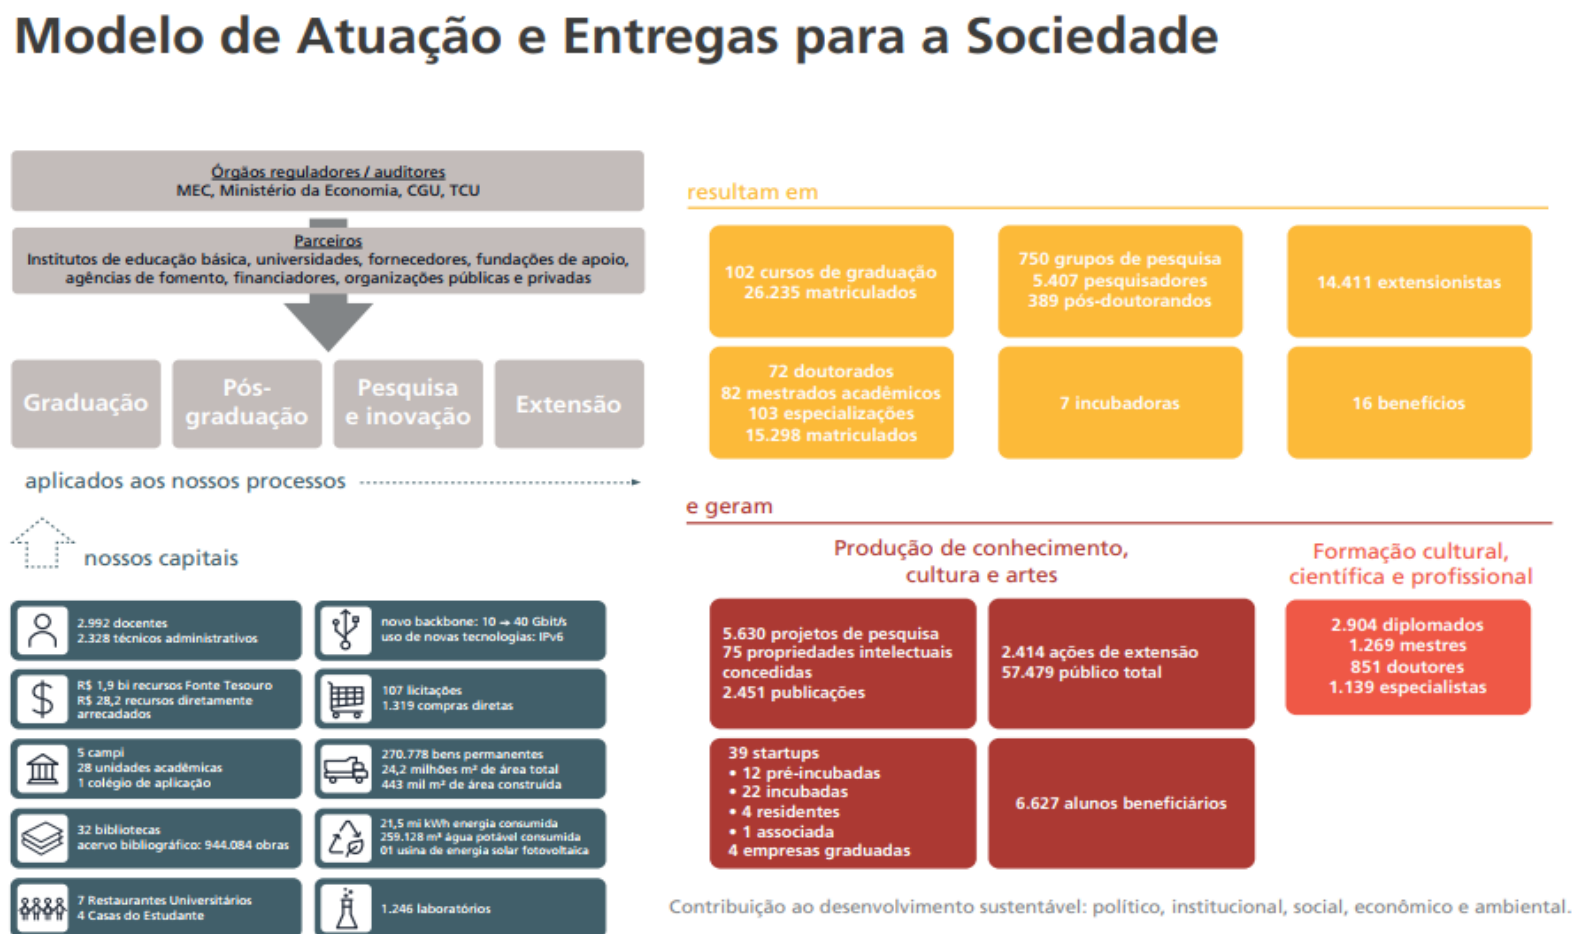 Modelo de Atuação e Entregas para a Sociedade
Órgãos reguladores / auditores
MEC, Ministério da Economia, CGU, TCU
Parceiros
Institutos de educação básica, universidades, fornecedores, fundações de apoio,
agências de fomento, financiadores, organizações públicas e privadas
Graduação
Pós-
graduação
Pesquisa
e inovação
Extensão
aplicados aos nossos processos
nossos capitais
2.992 docentes
2.328 técnicos administrativos
novo backbone: 10 → 40 Gbit/s
uso de novas tecnologias: IPv6
R$ 1,9 bi recursos Fonte Tesouro
R$ 28,2 recursos diretamente
arrecadados
107 licitações
1.319 compras diretas
5 campi
28 unidades acadêmicas
1 colégio de aplicação
270.778 bens permanentes
24,2 milhões m² de área total
443 mil m² de área construída
32 bibliotecas
acervo bibliográfico: 944.084 obras
21,5 mi kWh energia consumida
259.128 m³ água potável consumida
01 usina de energia solar fotovoltaica
7 Restaurantes Universitários
4 Casas do Estudante
1.246 laboratórios
resultam em
102 cursos de graduação
26.235 matriculados
750 grupos de pesquisa
5.407 pesquisadores
389 pós-doutorandos
14.411 extensionistas
72 doutorados
82 mestrados acadêmicos
103 especializações
15.298 matriculados
7 incubadoras
16 benefícios
e geram
Produção de conhecimento,
cultura e artes
Formação cultural,
científica e profissional
5.630 projetos de pesquisa
75 propriedades intelectuais
concedidas
2.451 publicações
2.414 ações de extensão
57.479 público total
2.904 diplomados
1.269 mestres
851 doutores
1.139 especialistas
39 startups
• 12 pré-incubadas
• 22 incubadas
• 4 residentes
• 1 associada
4 empresas graduadas
6.627 alunos beneficiários
Contribuição ao desenvolvimento sustentável: político, institucional, social, econômico e ambiental.